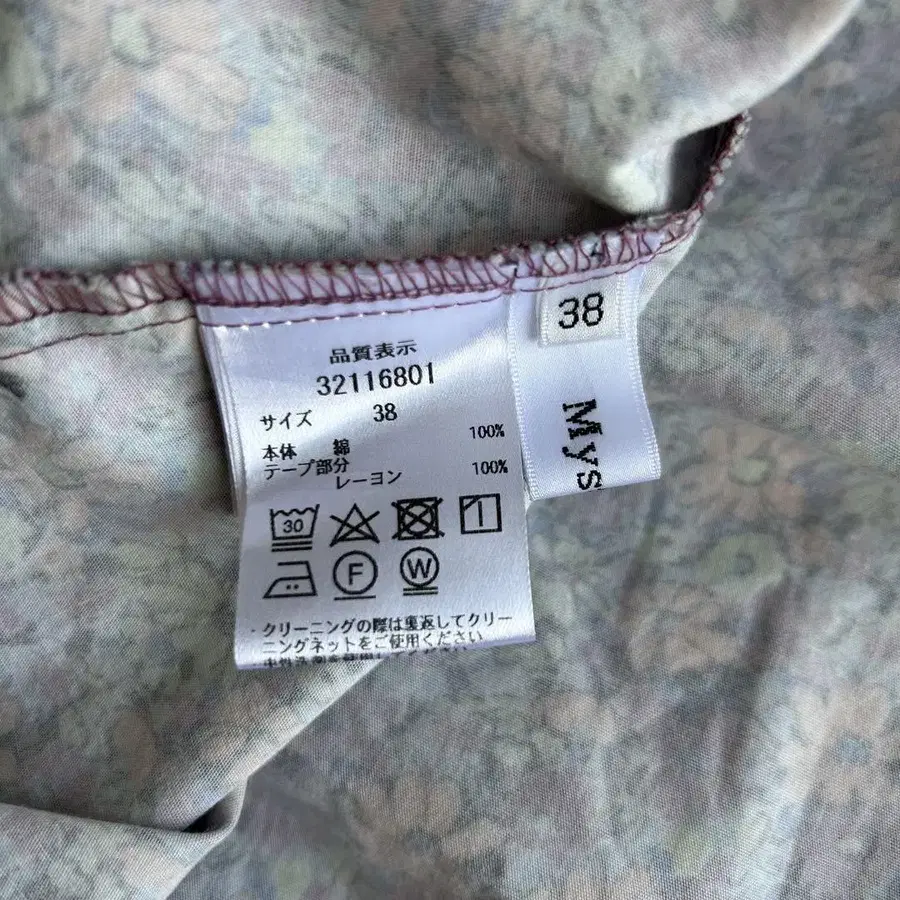 品質表示
32116801
サイズ 38
本体 綿 100%
テープ部分
レーヨン 100%
30
F W
・クリーニングの際は裏返してクリー
ニングネットをご使用ください。
38
Mys